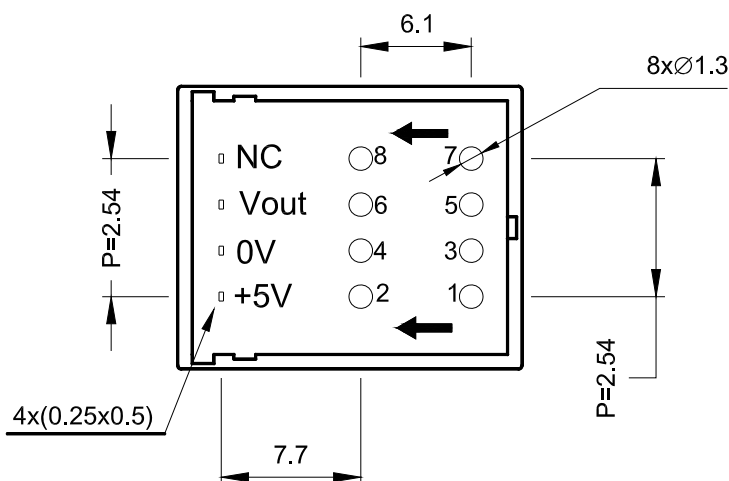 6.1
8x∅1.3
NC 8 7
Vout 6 5
0V 4 3
+5V 2 1
P=2.54
P=2.54
4x(0.25x0.5)
7.7